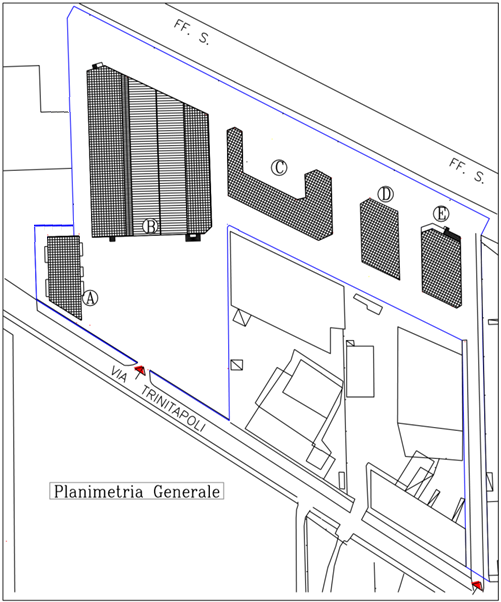 FF. S.
FF. S.
C
D
E
B
A
VIA TRINITAPOLI
Planimetria Generale